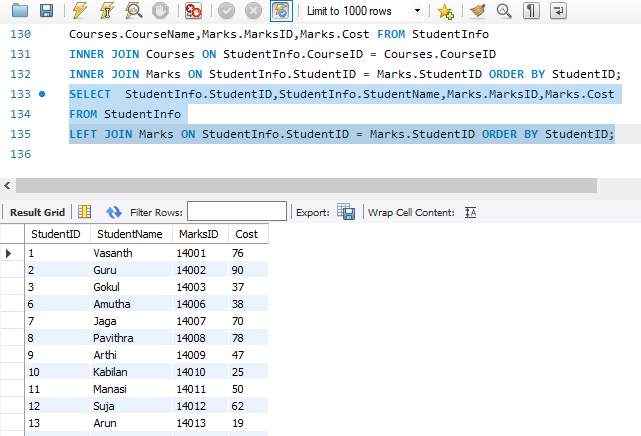 Limit to 1000 rows
130 Courses.CourseName,Marks.MarksID,Marks.Cost FROM StudentInfo
131 INNER JOIN Courses ON StudentInfo.CourseID = Courses.CourseID
132 INNER JOIN Marks ON StudentInfo.StudentID = Marks.StudentID ORDER BY StudentID;
133 SELECT  StudentInfo.StudentID,StudentInfo.StudentName,Marks.MarksID,Marks.Cost
134 FROM StudentInfo
135 LEFT JOIN Marks ON StudentInfo.StudentID = Marks.StudentID ORDER BY StudentID;
136
Result Grid Filter Rows: Export: Wrap Cell Content: IA
StudentID StudentName MarksID Cost
1 Vasanth 14001 76
2 Guru 14002 90
3 Gokul 14003 37
6 Amutha 14006 38
7 Jaga 14007 70
8 Pavithra 14008 78
9 Arthi 14009 47
10 Kabilan 14010 25
11 Manasi 14011 50
12 Suja 14012 62
13 Arun 14013 19